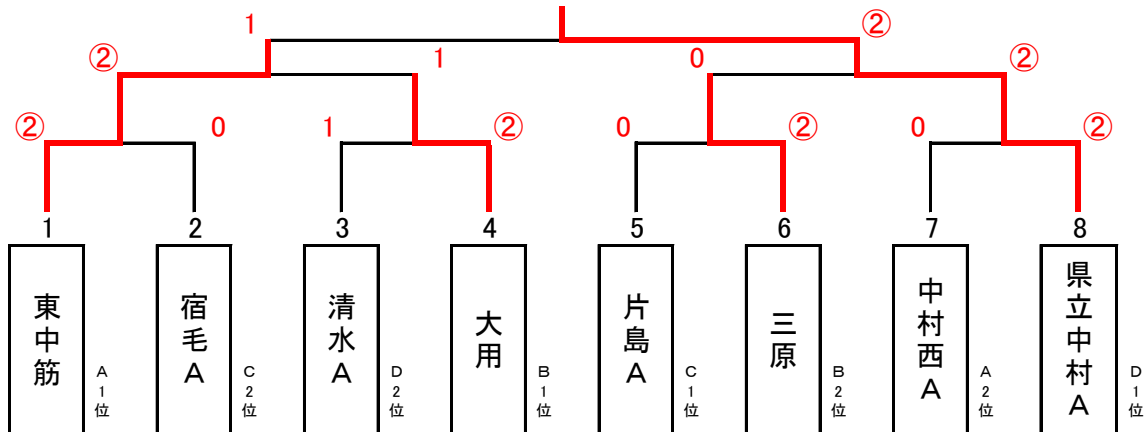 1 ②
② 1 0 ②
② 0 1 ② 0 ② 0 ②
1 2 3 4 5 6 7 8
東中筋
A1位
宿毛A
C2位
清水A
D2位
大用
B1位
片島A
C1位
三原
B2位
中村西A
A2位
県立中村A
D1位